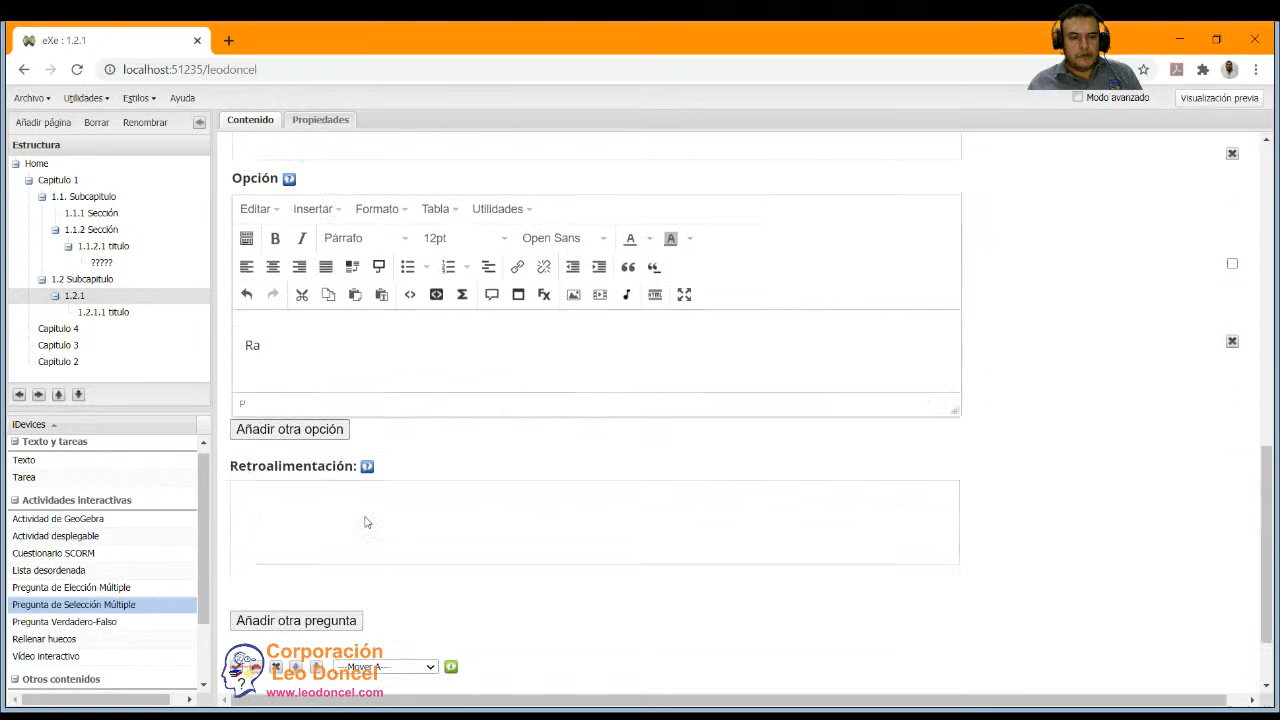 eXe : 1.2.1
localhost:51235/leodoncel
Archivo Utilidades Estilos Ayuda
Modo avanzado
Visualización previa
Añadir página Borrar Renombrar
Contenido Propiedades
Estructura
Home
Capitulo 1
1.1. Subcapitulo
1.1.1 Sección
1.1.2 Sección
1.1.2.1 titulo
?????
1.2 Subcapitulo
1.2.1
1.2.1.1 titulo
Capitulo 4
Capitulo 3
Capitulo 2
iDevices
Texto y tareas
Texto
Tarea
Actividades interactivas
Actividad de GeoGebra
Actividad desplegable
Cuestionario SCORM
Lista desordenada
Pregunta de Elección Múltiple
Pregunta de Selección Múltiple
Pregunta Verdadero-Falso
Rellenar huecos
Vídeo interactivo
Otros contenidos
Opción
Editar Insertar Formato Tabla Utilidades
Párrafo 12pt Open Sans
Ra
P
Añadir otra opción
Retroalimentación:
Añadir otra pregunta
---Mover A---
Corporación
Leo Doncel
www.leodoncel.com